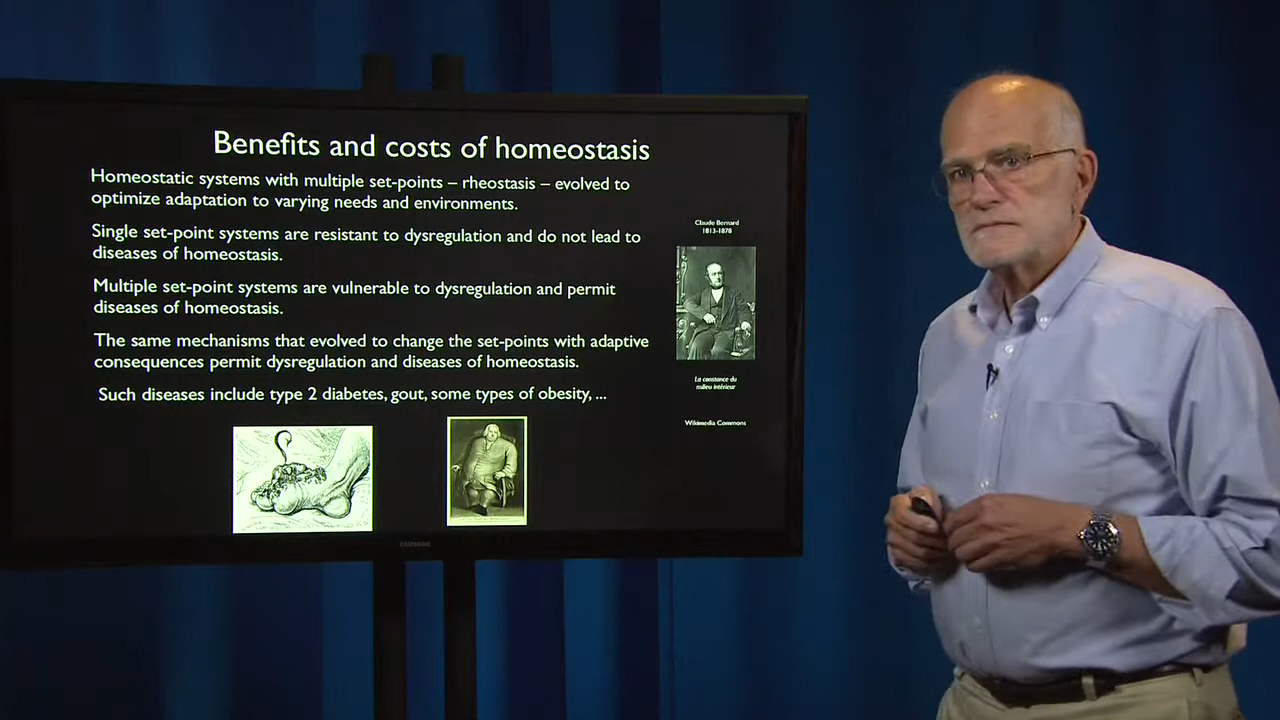 Benefits and costs of homeostasis
Homeostatic systems with multiple set-points – rheostasis – evolved to
optimize adaptation to varying needs and environments.
Single set-point systems are resistant to dysregulation and do not lead to
diseases of homeostasis.
Multiple set-point systems are vulnerable to dysregulation and permit
diseases of homeostasis.
The same mechanisms that evolved to change the set-points with adaptive
consequences permit dysregulation and diseases of homeostasis.
Such diseases include type 2 diabetes, gout, some types of obesity, ...
Claude Bernard
1813-1878
La constance du
milieu intérieur
Wikimedia Commons
SAMSUNG